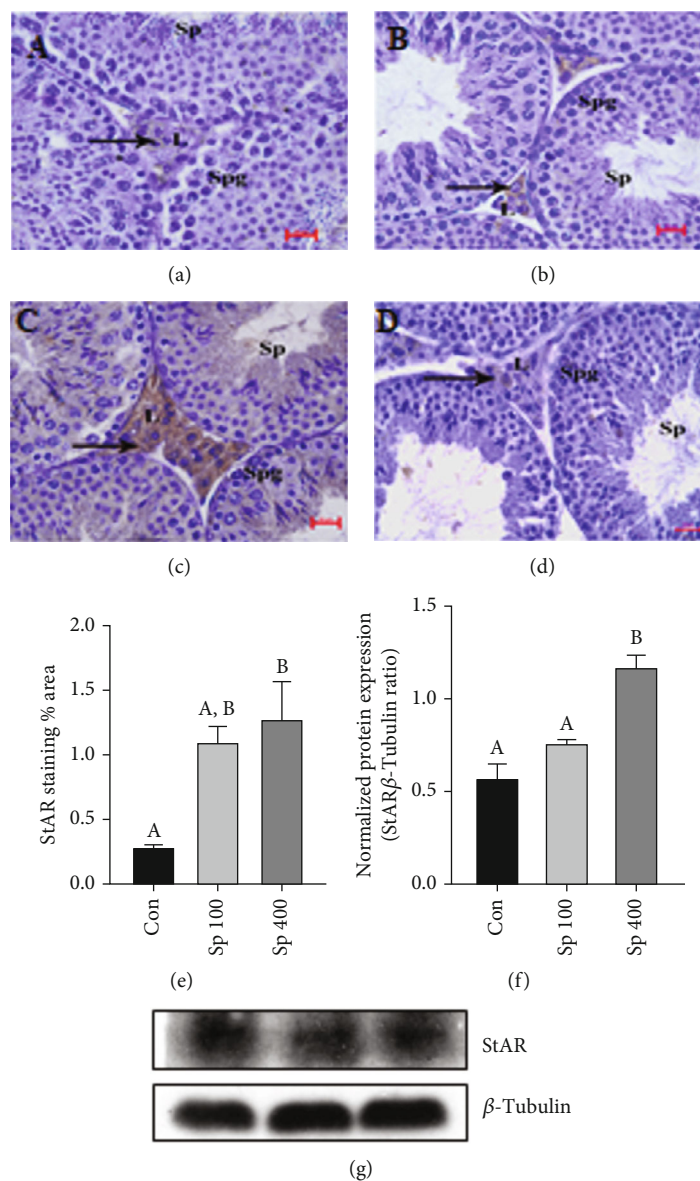 A
Sp
L
Spg
(a)
B
Spg
Sp
L
(b)
C
Sp
L
Spg
(c)
D
L
Spg
Sp
(d)
StAR staining % area
2.0
1.5
1.0
0.5
0.0
A
A, B
B
Con
Sp 100
Sp 400
(e)
Normalized protein expression
(StARβ-Tubulin ratio)
1.5
1.0
0.5
0.0
A
A
B
Con
Sp 100
Sp 400
(f)
StAR
β-Tubulin
(g)